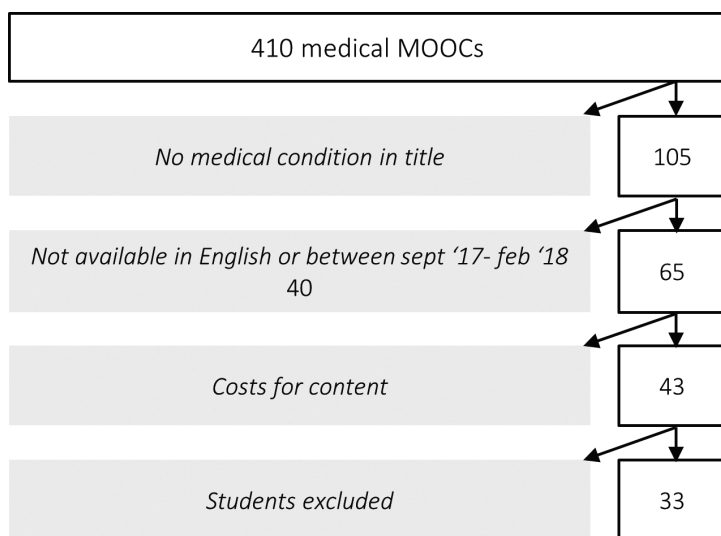 410 medical MOOCs
No medical condition in title
105
Not available in English or between sept ‘17- feb ‘18
40
65
Costs for content
43
Students excluded
33